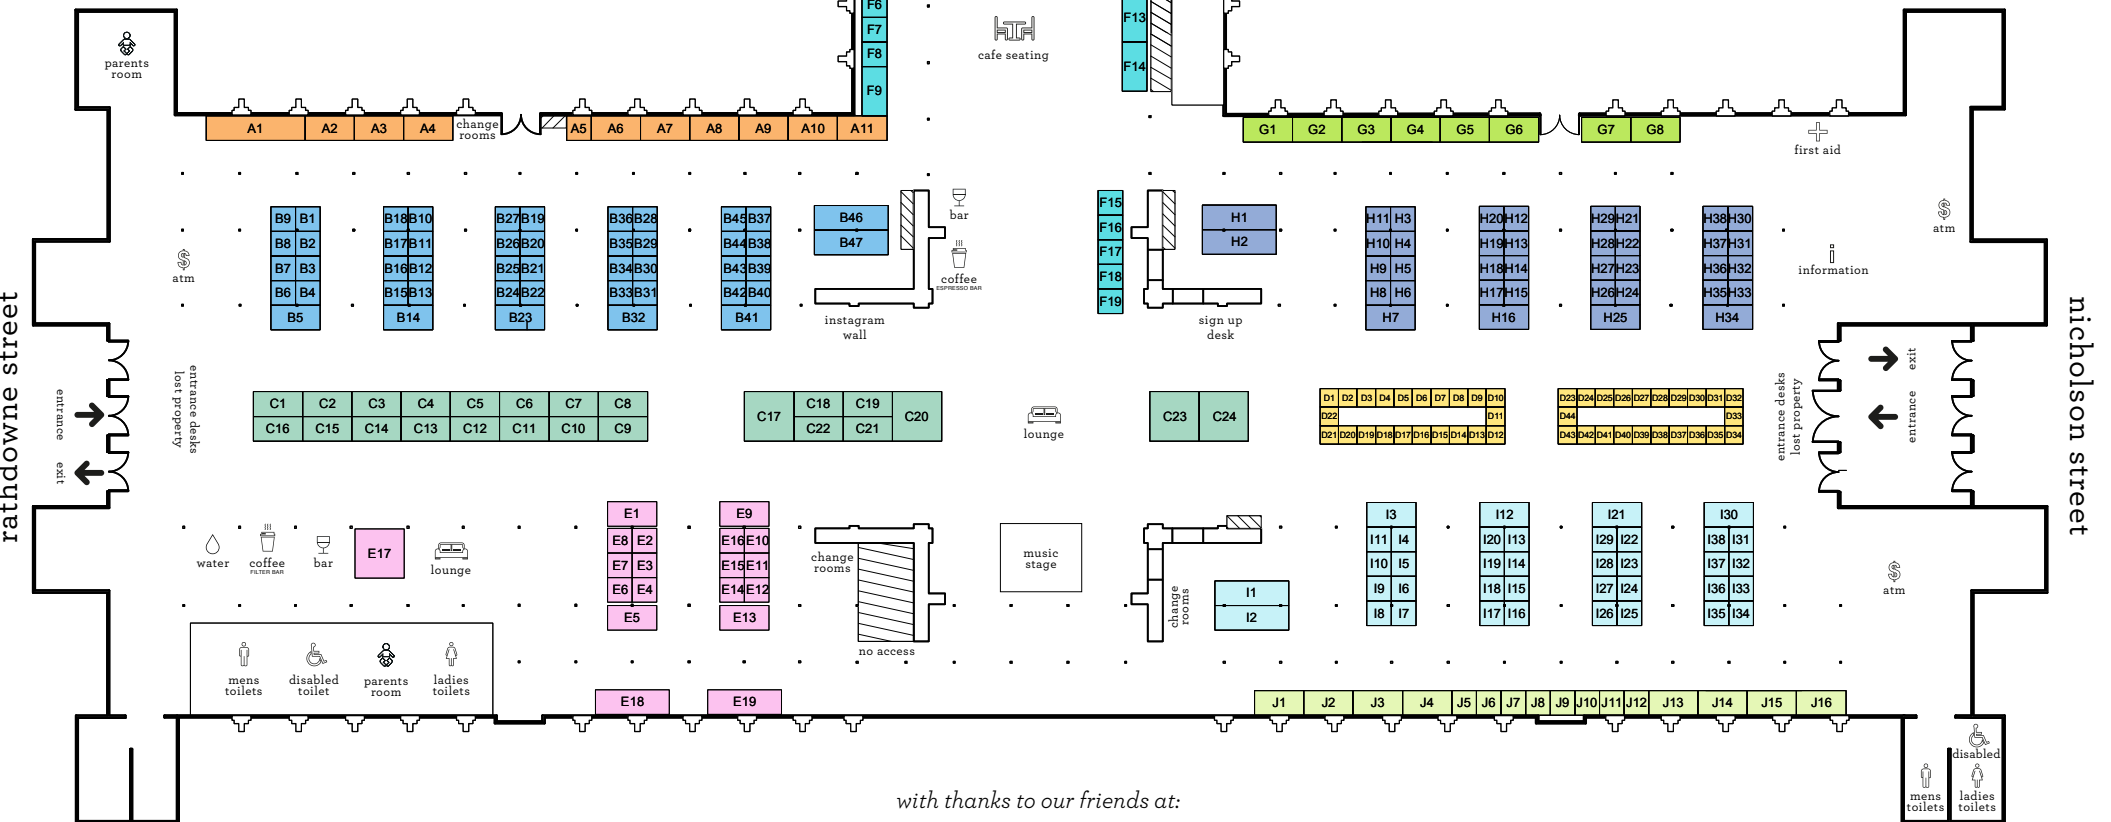 F6
F7
F8
F9
F13
F14
cafe seating
parents
room
A1 A2 A3 A4
change
rooms
A5 A6 A7 A8 A9 A10 A11
G1 G2 G3 G4 G5 G6 G7 G8
first aid
B9 B1 B18 B10 B27 B19 B36 B28 B45 B37
B8 B2 B17 B11 B26 B20 B35 B29 B44 B38
B7 B3 B16 B12 B25 B21 B34 B30 B43 B39
B6 B4 B15 B13 B24 B22 B33 B31 B42 B40
B5 B14 B23 B32 B41
B46
B47
bar
coffee
ESPRESSO BAR
instagram
wall
$
atm
F15
F16
F17
F18
F19
H1
H2
sign up
desk
H11 H3 H20 H12 H29 H21 H38 H30
H10 H4 H19 H13 H28 H22 H37 H31
H9 H5 H18 H14 H27 H23 H36 H32
H8 H6 H17 H15 H26 H24 H35 H33
H7 H16 H25 H34
$
atm
i
information
rathdowne street
nicholson street
entrance
exit
entrance desks
lost property
C1 C2 C3 C4 C5 C6 C7 C8
C16 C15 C14 C13 C12 C11 C10 C9
C17 C18 C19 C20
C22 C21
lounge
C23 C24
D1 D2 D3 D4 D5 D6 D7 D8 D9 D10
D22 D11
D21 D20 D19 D18 D17 D16 D15 D14 D13 D12
D23 D24 D25 D26 D27 D28 D29 D30 D31 D32
D44 D33
D43 D42 D41 D40 D39 D38 D37 D36 D35 D34
entrance desks
lost property
exit
entrance
water
coffee
FILTER BAR
bar
E17
lounge
E1 E9
E8 E2 E16 E10
E7 E3 E15 E11
E6 E4 E14 E12
E5 E13
change
rooms
no access
music
stage
change
rooms
I1
I2
I3 I12 I21 I30
I11 I4 I20 I13 I29 I22 I38 I31
I10 I5 I19 I14 I28 I23 I37 I32
I9 I6 I18 I15 I27 I24 I36 I33
I8 I7 I17 I16 I26 I25 I35 I34
$
atm
mens
toilets
disabled
toilet
parents
room
ladies
toilets
E18 E19
J1 J2 J3 J4 J5 J6 J7 J8 J9 J10 J11 J12 J13 J14 J15 J16
disabled
mens
toilets
ladies
toilets
with thanks to our friends at: